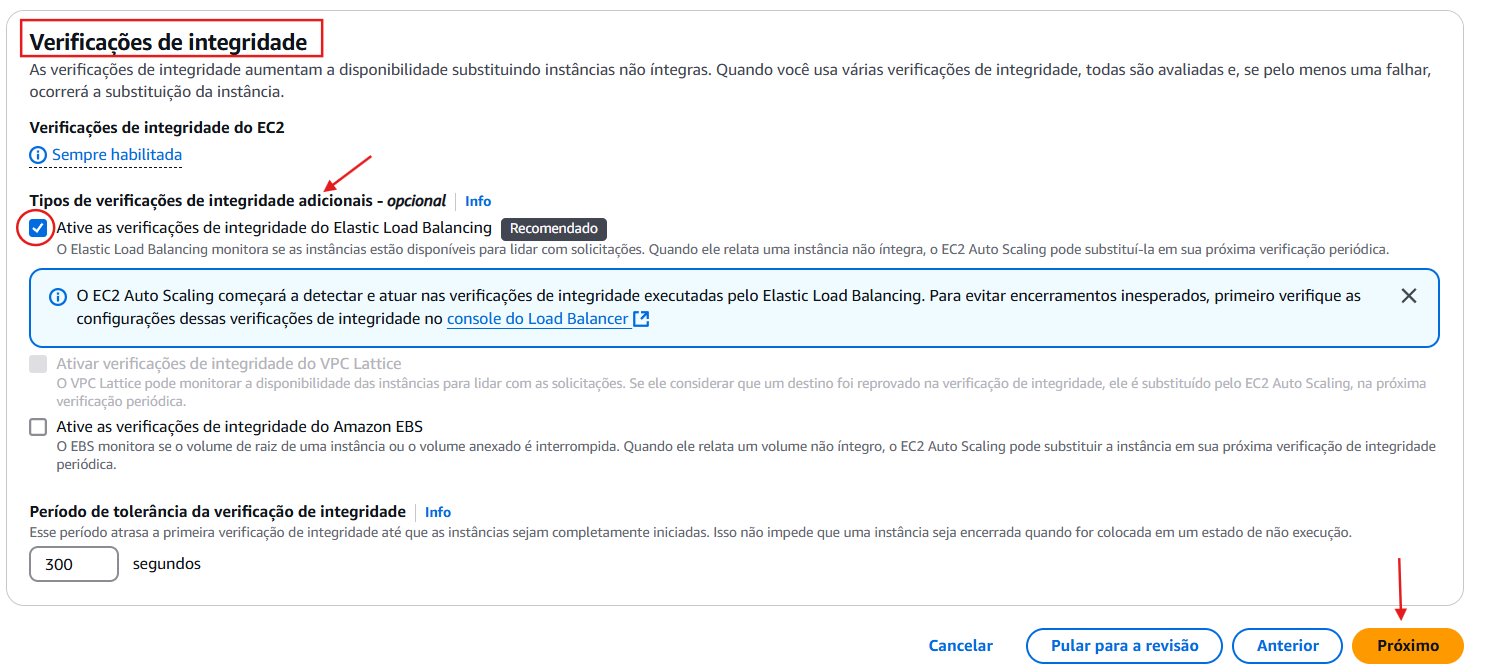 Verificações de integridade
As verificações de integridade aumentam a disponibilidade substituindo instâncias não íntegras. Quando você usa várias verificações de integridade, todas são avaliadas e, se pelo menos uma falhar,
ocorrerá a substituição da instância.
Verificações de integridade do EC2
Sempre habilitada
Tipos de verificações de integridade adicionais - opcional Info
Ative as verificações de integridade do Elastic Load Balancing Recomendado
O Elastic Load Balancing monitora se as instâncias estão disponíveis para lidar com solicitações. Quando ele relata uma instância não íntegra, o EC2 Auto Scaling pode substituí-la em sua próxima verificação periódica.
O EC2 Auto Scaling começará a detectar e atuar nas verificações de integridade executadas pelo Elastic Load Balancing. Para evitar encerramentos inesperados, primeiro verifique as
configurações dessas verificações de integridade no console do Load Balancer
Ativar verificações de integridade do VPC Lattice
O VPC Lattice pode monitorar a disponibilidade das instâncias para lidar com as solicitações. Se ele considerar que um destino foi reprovado na verificação de integridade, ele é substituído pelo EC2 Auto Scaling, na próxima
verificação periódica.
Ative as verificações de integridade do Amazon EBS
O EBS monitora se o volume de raiz de uma instância ou o volume anexado é interrompida. Quando ele relata um volume não íntegro, o EC2 Auto Scaling pode substituir a instância em sua próxima verificação de integridade
periódica.
Período de tolerância da verificação de integridade Info
Esse período atrasa a primeira verificação de integridade até que as instâncias sejam completamente iniciadas. Isso não impede que uma instância seja encerrada quando for colocada em um estado de não execução.
300 segundos
Cancelar Pular para a revisão Anterior Próximo